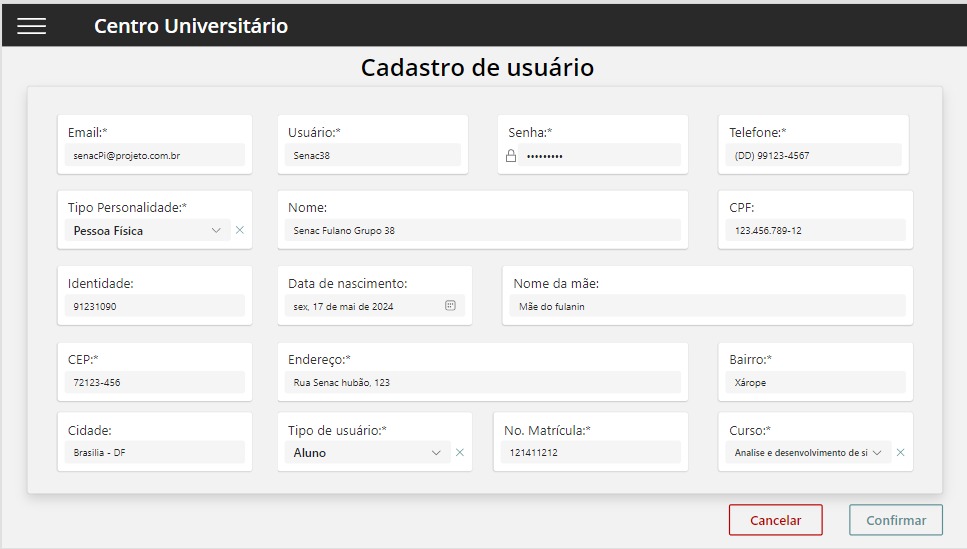 Centro Universitário
Cadastro de usuário
Email:* Usuário:* Senha:* Telefone:*
senacPi@projeto.com.br Senac38 ••••••••• (DD) 99123-4567
Tipo Personalidade:* Nome: CPF:
Pessoa Física Senac Fulano Grupo 38 123.456.789-12
Identidade: Data de nascimento: Nome da mãe:
91231090 sex, 17 de mai de 2024 Mãe do fulanin
CEP:* Endereço:* Bairro:*
72123-456 Rua Senac hubão, 123 Xárope
Cidade: Tipo de usuário:* No. Matrícula:* Curso:*
Brasilia - DF Aluno 121411212 Analise e desenvolvimento de si
Cancelar Confirmar